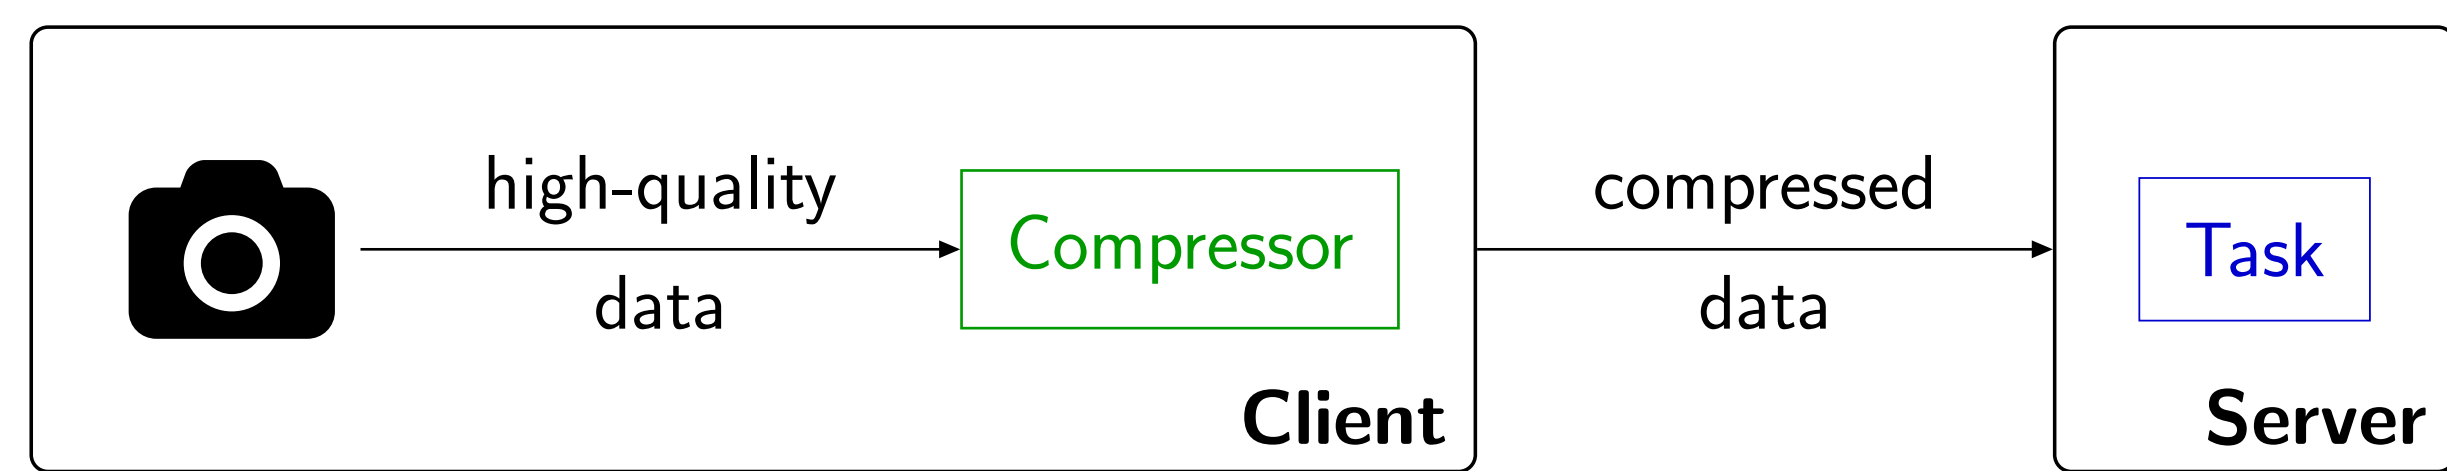 high-quality
data
Compressor
Client
compressed
data
Task
Server